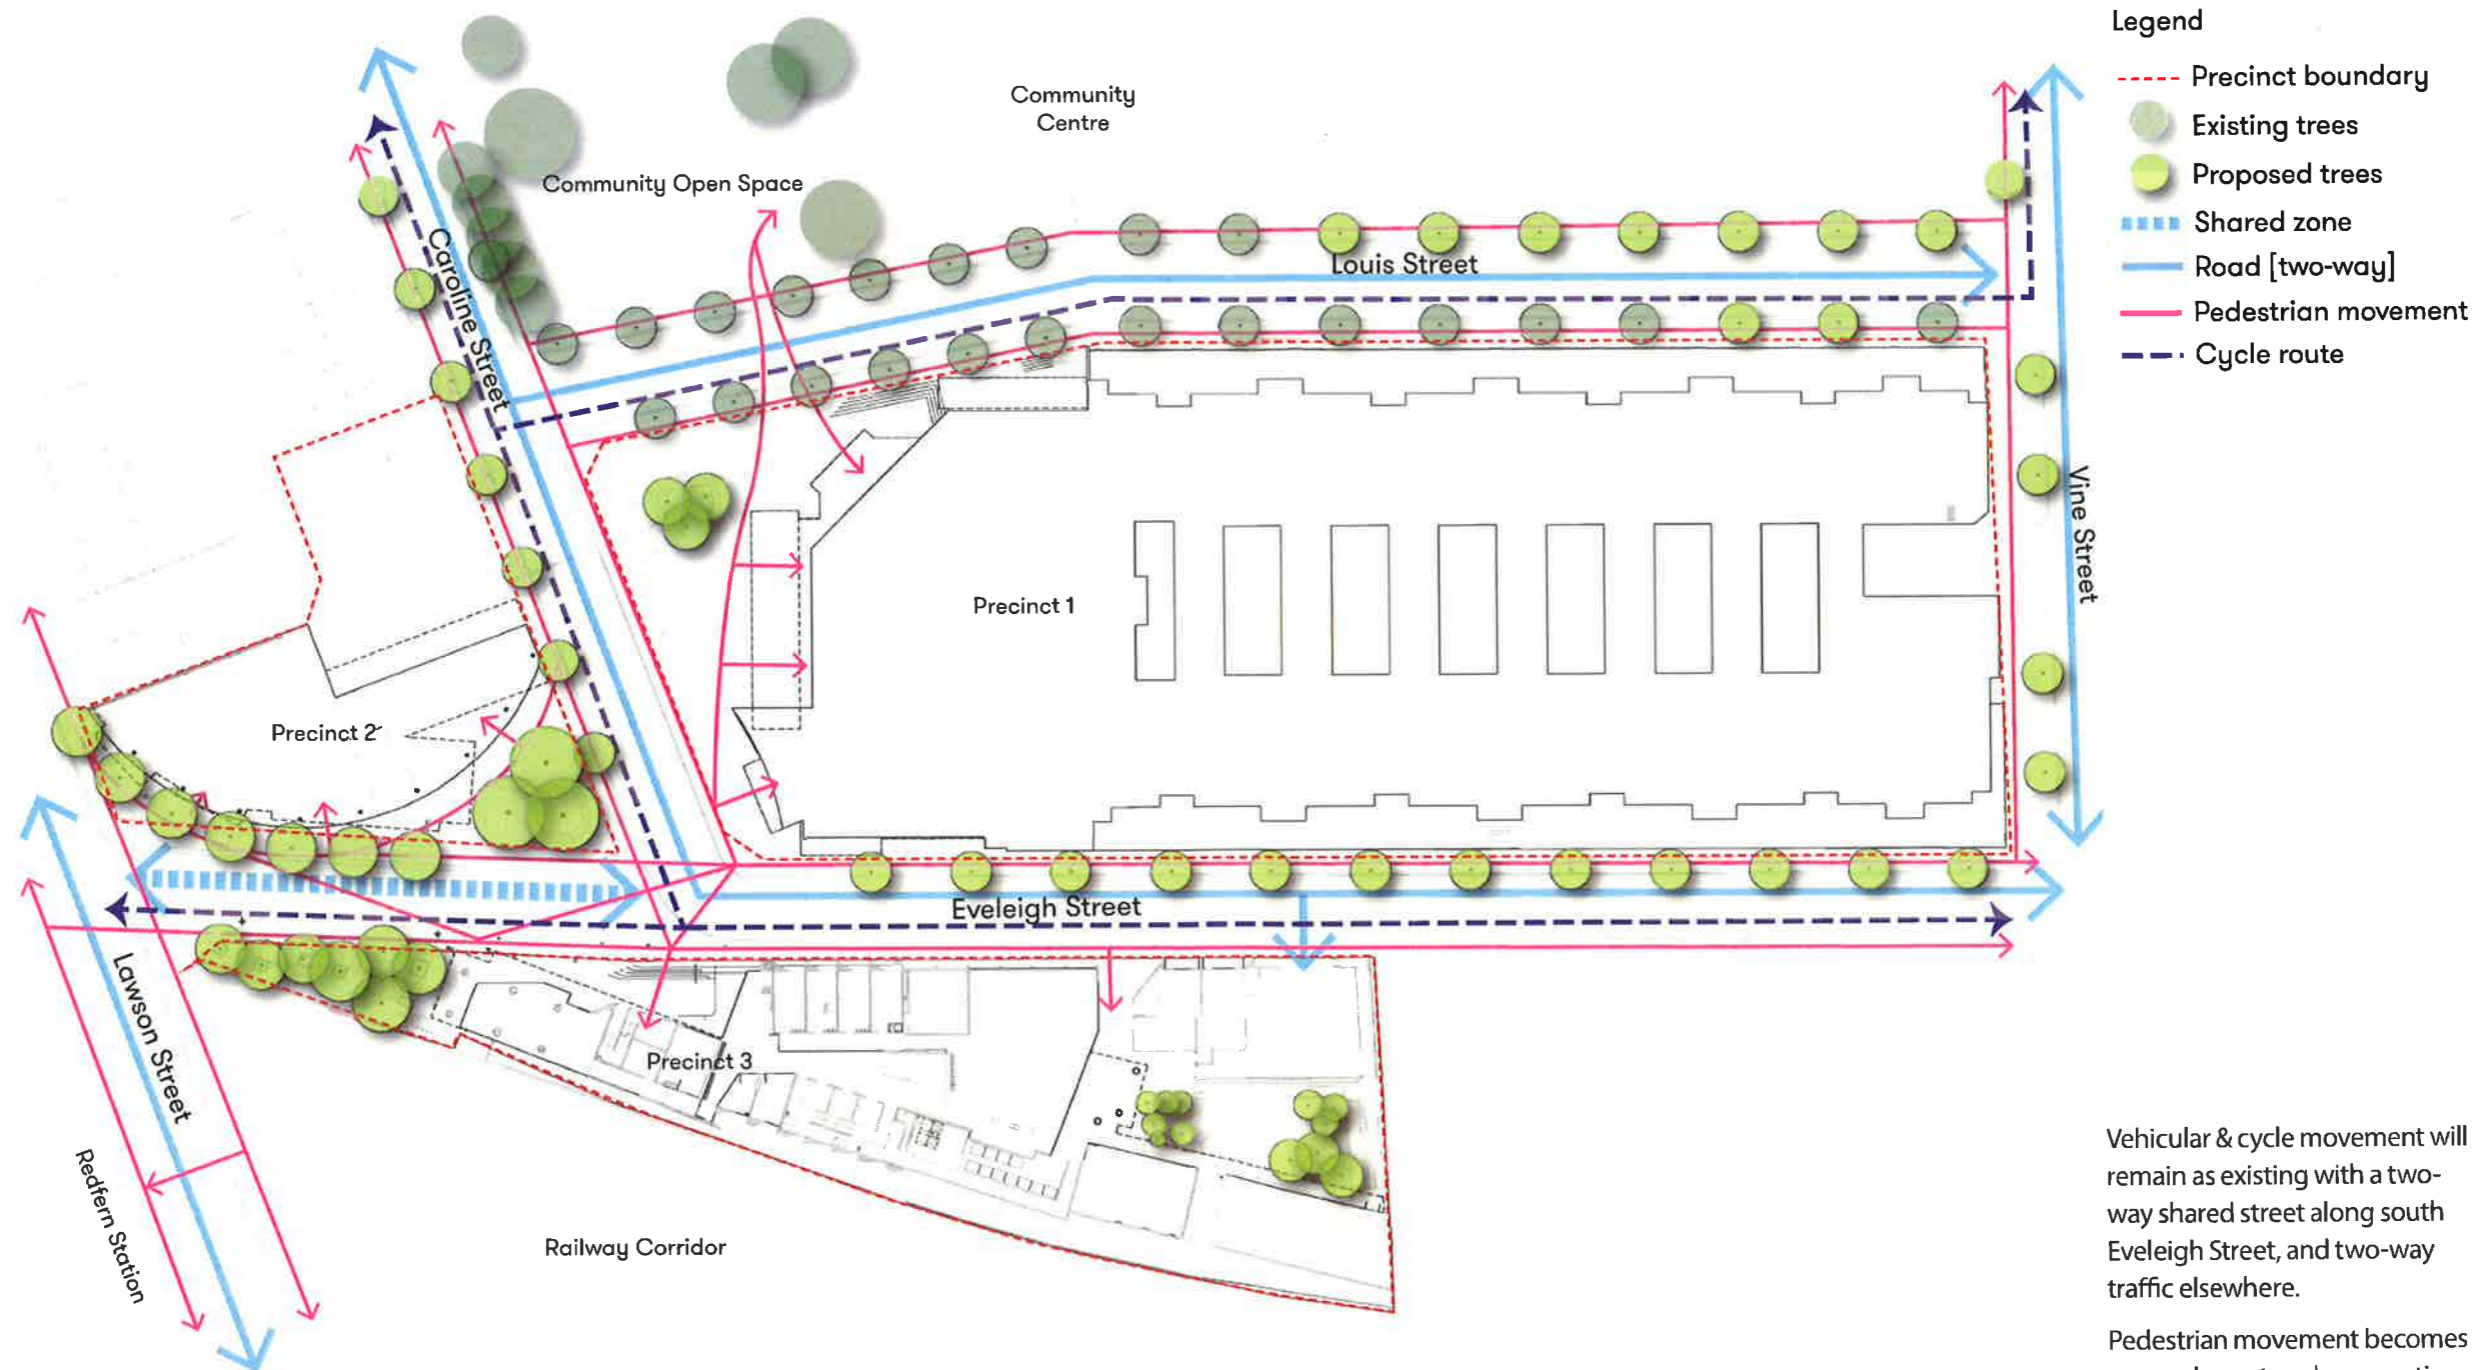 Legend
Precinct boundary
Existing trees
Proposed trees
Shared zone
Road [two-way]
Pedestrian movement
Cycle route
Community
Centre
Community Open Space
Louis Street
Caroline Street
Vine Street
Precinct 1
Precinct 2
Eveleigh Street
Lawson Street
Precinct 3
Redfern Station
Railway Corridor
Vehicular & cycle movement will
remain as existing with a two-
way shared street along south
Eveleigh Street, and two-way
traffic elsewhere.
Pedestrian movement becomes